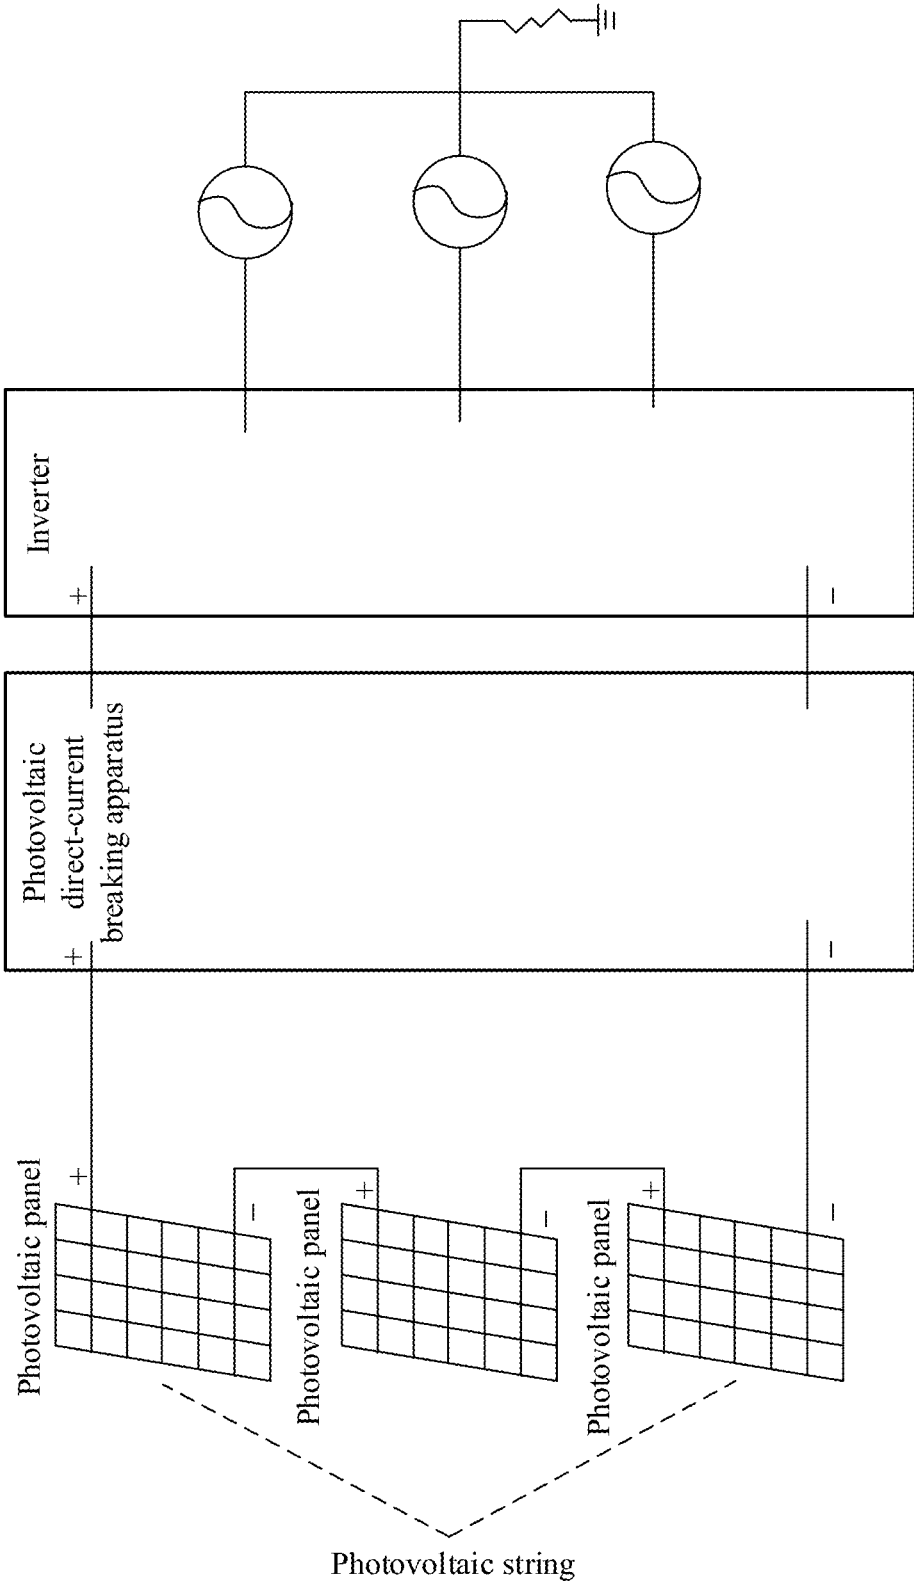 Inverter
+
−
Photovoltaic
direct-current
breaking apparatus
+
−
Photovoltaic panel
+
−
Photovoltaic panel
+
−
Photovoltaic panel
+
−
Photovoltaic string